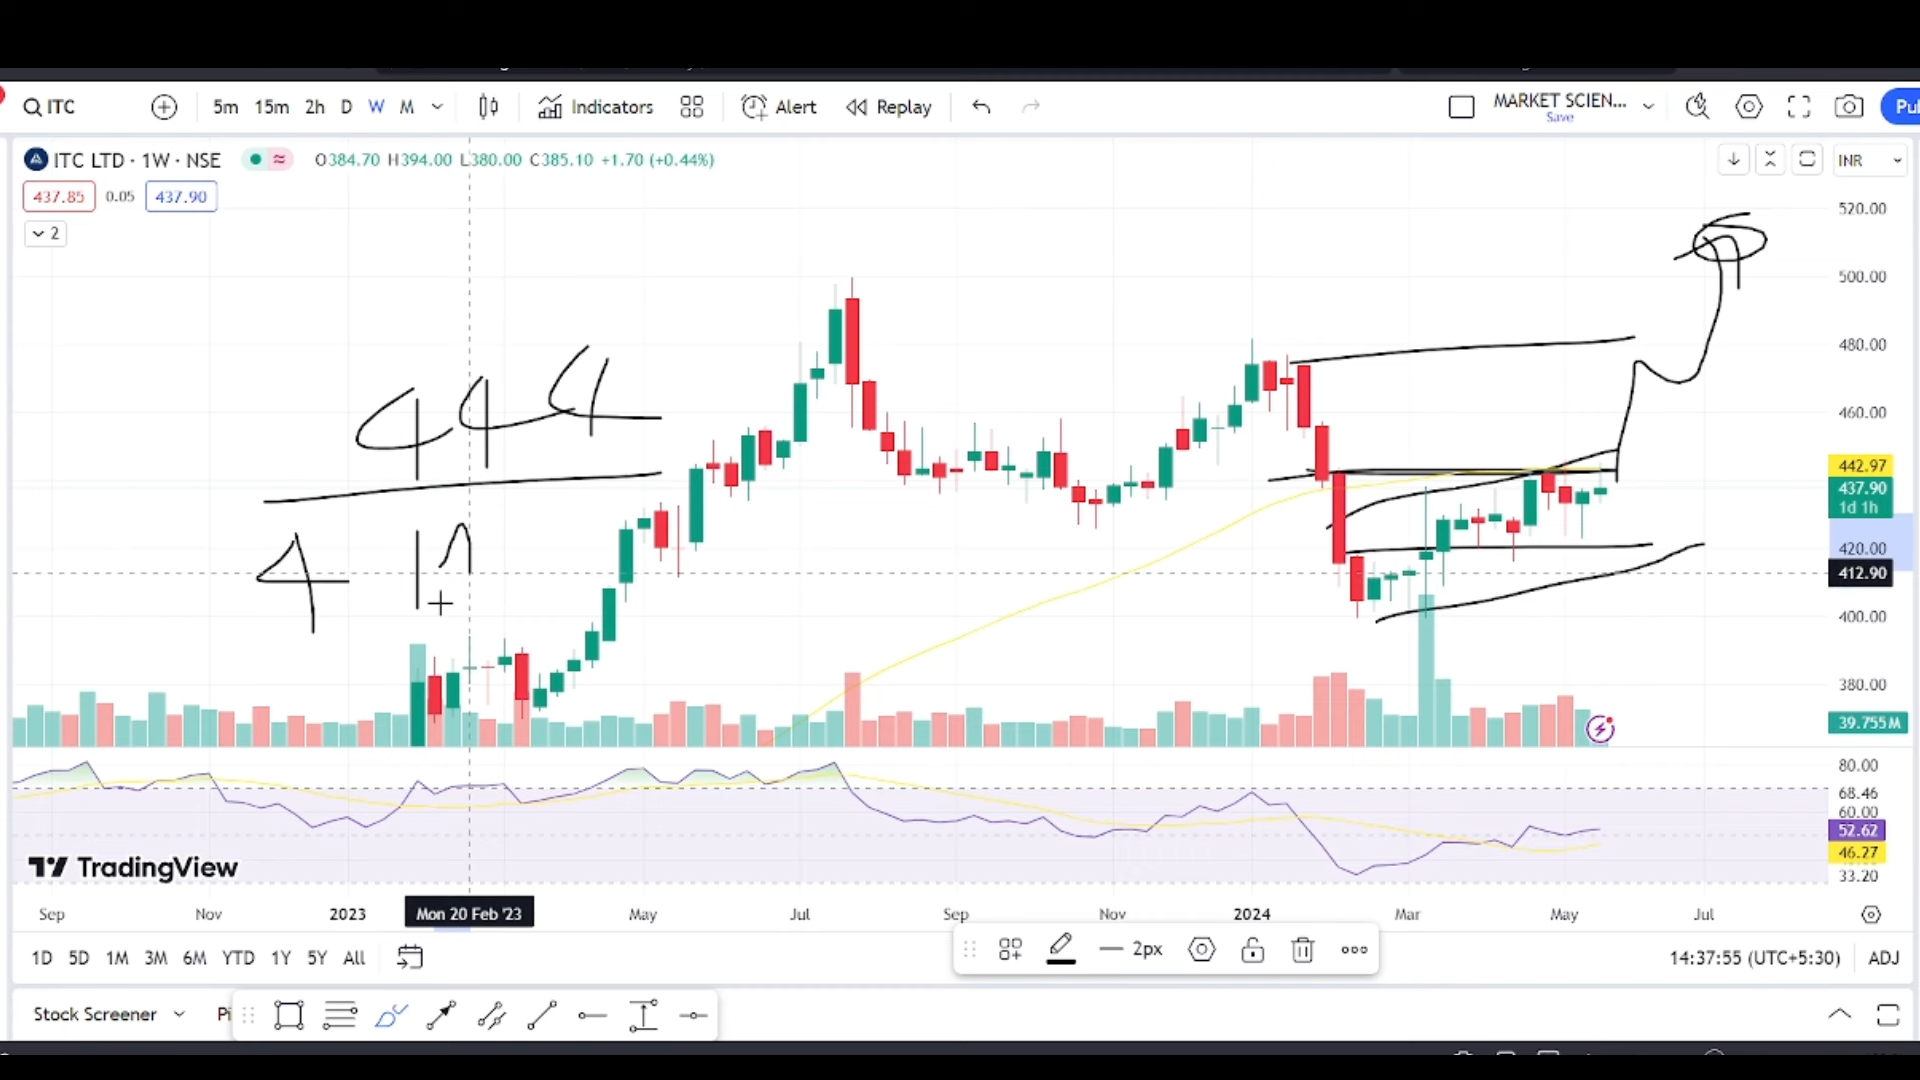 ITC 5m 15m 2h D W M Indicators Alert Replay MARKET SCIEN... Save
ITC LTD · 1W · NSE O384.70 H394.00 L380.00 C385.10 +1.70 (+0.44%) INR
437.85 0.05 437.90
2
520.00
500.00
480.00
460.00
442.97
437.90
1d 1h
420.00
412.90
400.00
380.00
39.755M
444
80.00
68.46
60.00
52.62
46.27
33.20
TradingView
Sep Nov 2023 Mon 20 Feb '23 May Jul Sep Nov 2024 Mar May Jul
1D 5D 1M 3M 6M YTD 1Y 5Y All 2px 14:37:55 (UTC+5:30) ADJ
Stock Screener